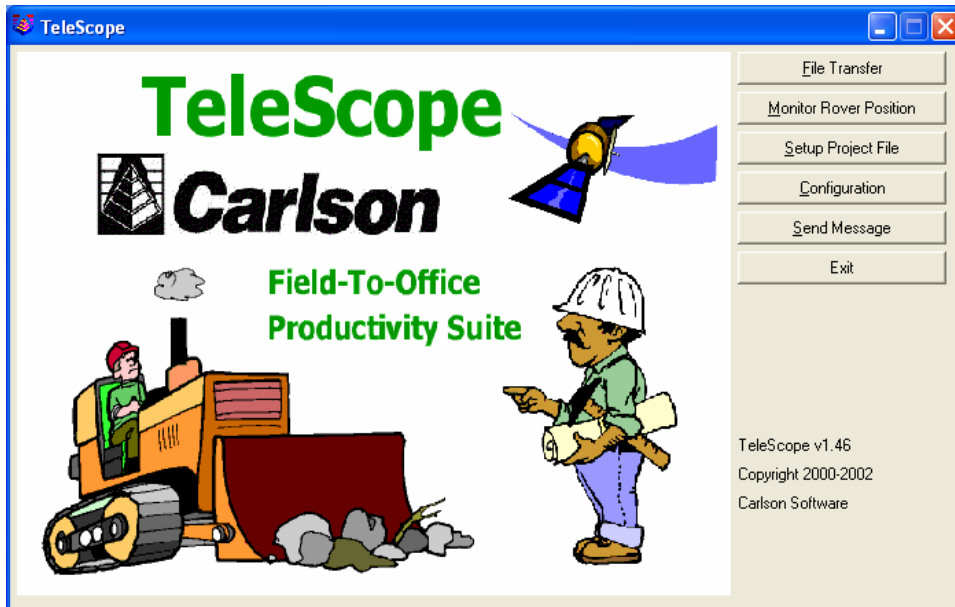 TeleScope
TeleScope
Carlson
Field-To-Office
Productivity Suite
File Transfer
Monitor Rover Position
Setup Project File
Configuration
Send Message
Exit
TeleScope v1.46
Copyright 2000-2002
Carlson Software